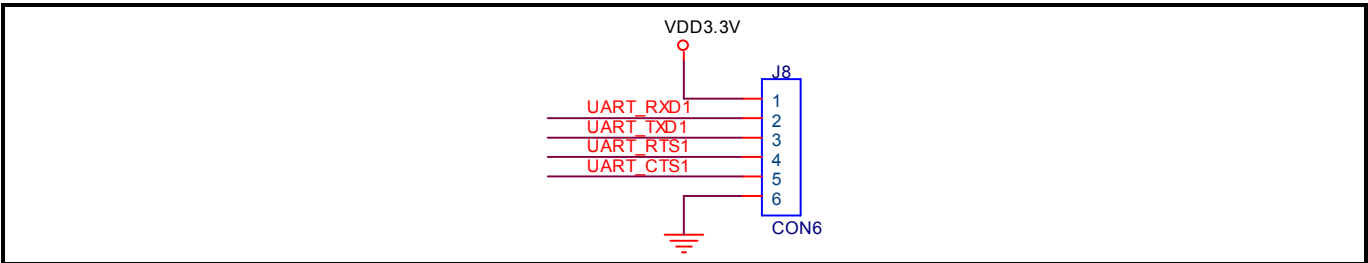 VDD3.3V
J8
1
UART_RXD1
2
UART_TXD1
3
UART_RTS1
4
UART_CTS1
5
6
CON6